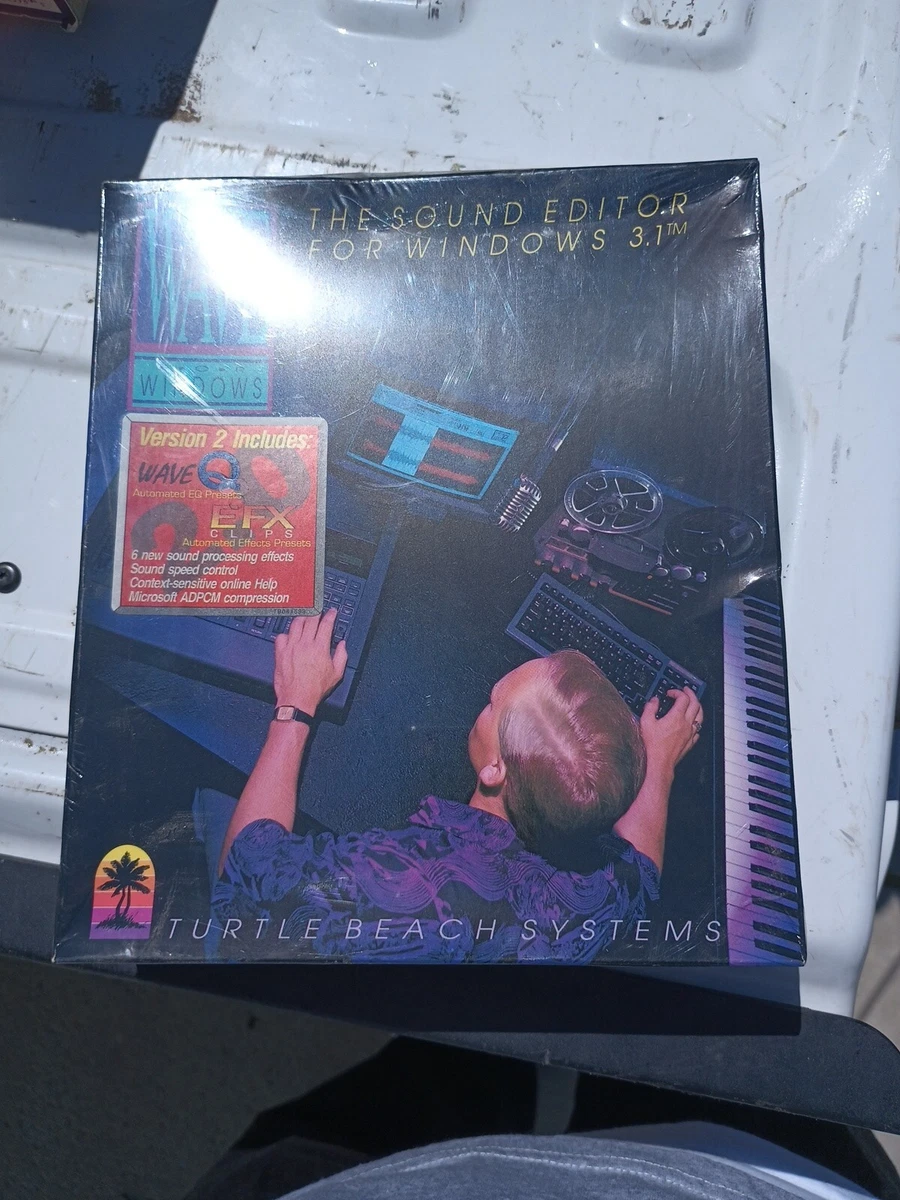 THE SOUND EDITOR
FOR WINDOWS 3.1™
WAVE
FOR
WINDOWS
Version 2 Includes:
WAVE Q
Automated EQ Presets
EFX
CLIPS
Automated Effects Presets
6 new sound processing effects
Sound speed control
Context-sensitive online Help
Microsoft ADPCM compression
TURTLE BEACH SYSTEMS